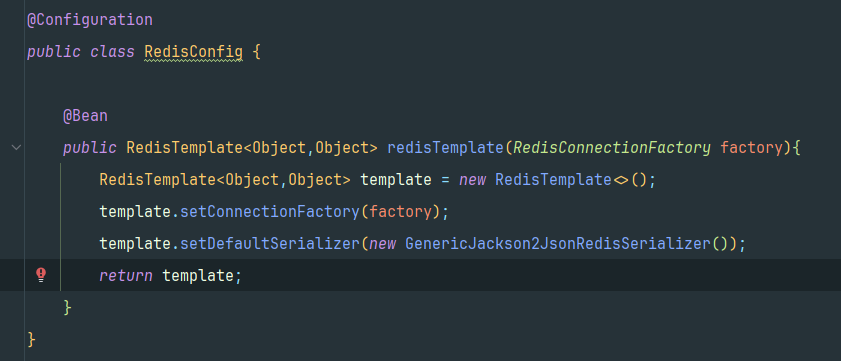 @Configuration
public class RedisConfig {
@Bean
public RedisTemplate<Object,Object> redisTemplate(RedisConnectionFactory factory){
RedisTemplate<Object,Object> template = new RedisTemplate<>();
template.setConnectionFactory(factory);
template.setDefaultSerializer(new GenericJackson2JsonRedisSerializer());
return template;
}
}